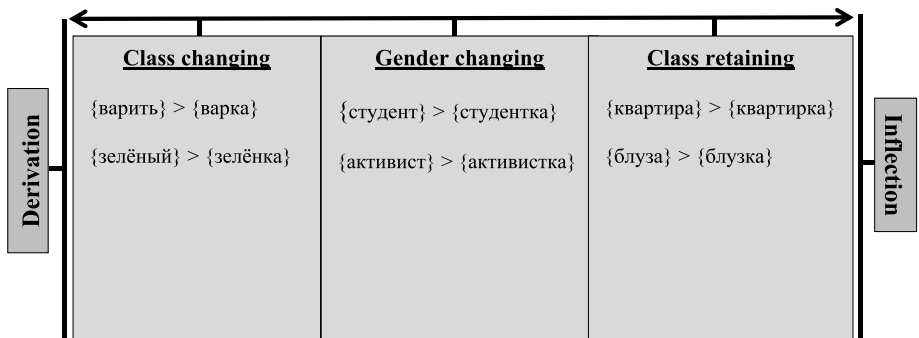 Class changing
{варить} > {варка}
{зелёный} > {зелёнка}
Gender changing
{студент} > {студентка}
{активист} > {активистка}
Class retaining
{квартира} > {квартирка}
{блуза} > {блузка}
Derivation
Inflection